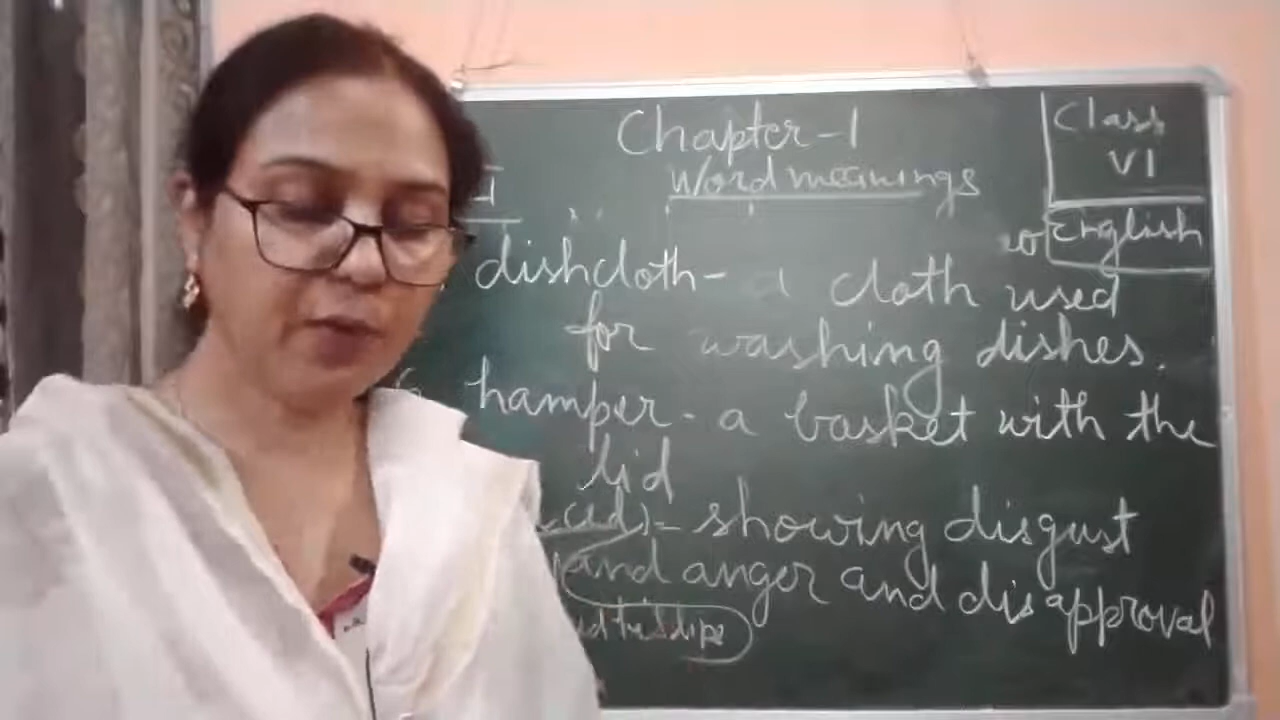 Chapter-1
Class
VI
Word meanings
English
dishcloth - a cloth used
for washing dishes.
hamper - a basket with the
lid
showing disgust
and anger and disapproval